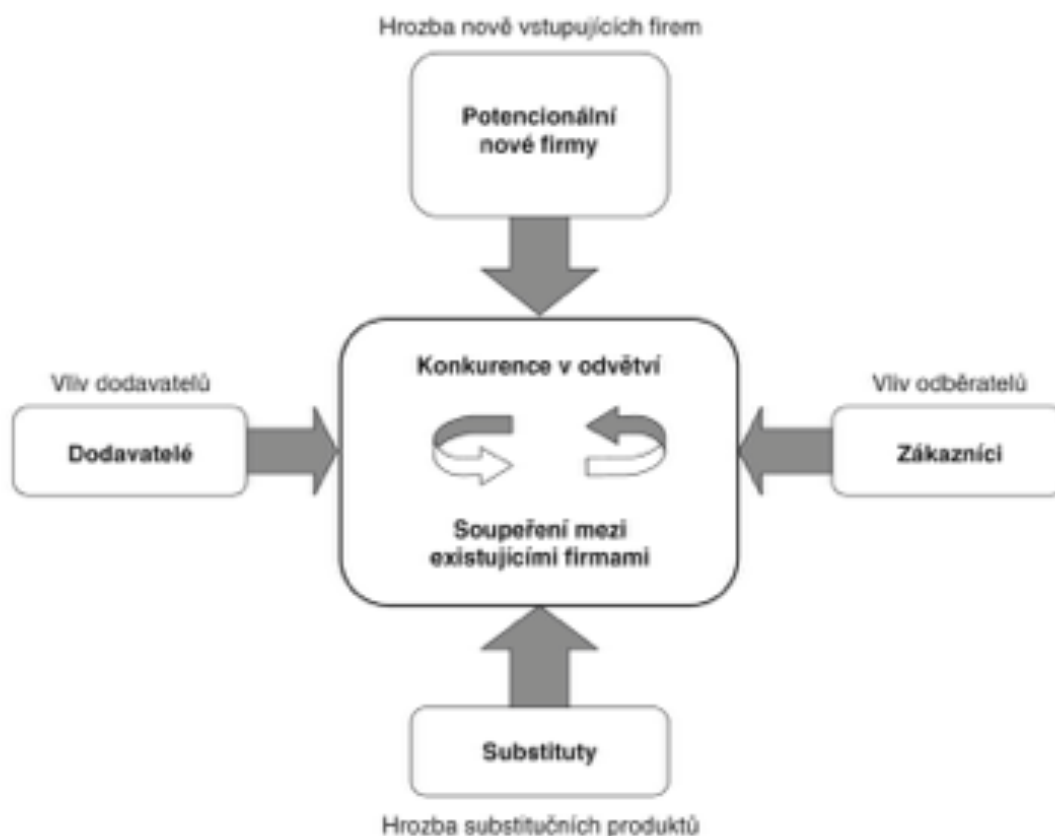 Hrozba nově vstupujících firem
Potencionální
nové firmy
Konkurence v odvětví
Vliv dodavatelů
Dodavatelé
Vliv odběratelů
Zákazníci
Soupeření mezi
existujícími firmami
Substituty
Hrozba substitučních produktů